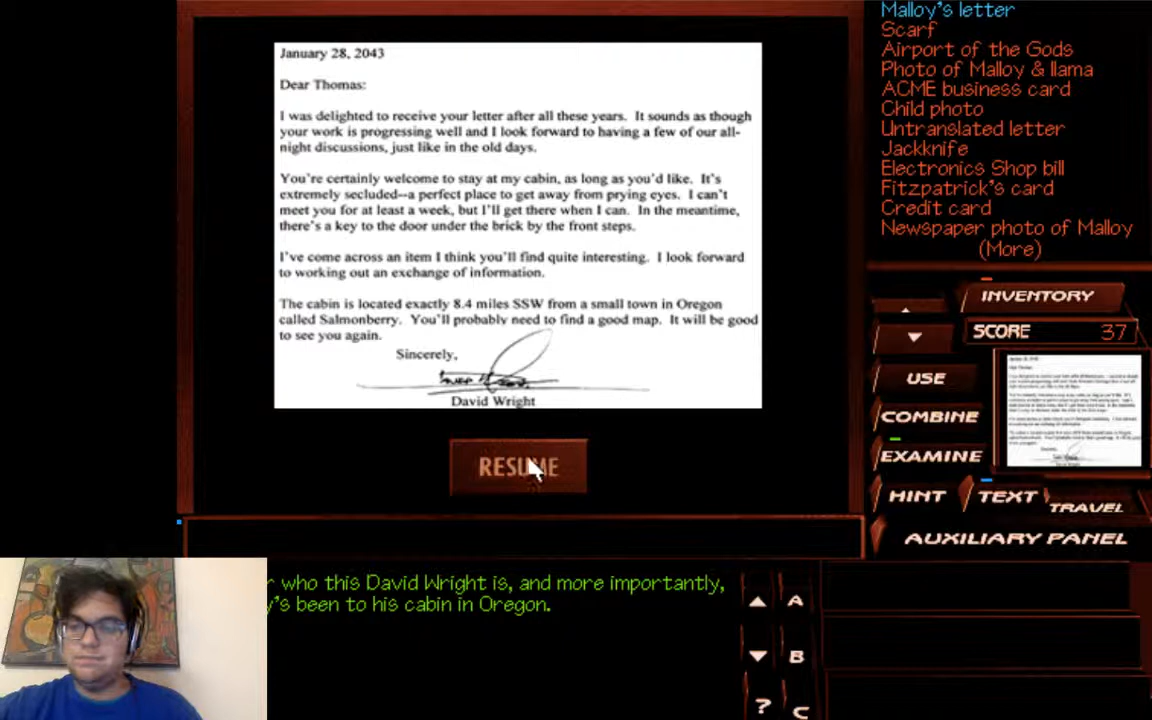 January 28, 2043
Dear Thomas:
I was delighted to receive your letter after all these years. It sounds as though
your work is progressing well and I look forward to having a few of our all-
night discussions, just like in the old days.
You're certainly welcome to stay at my cabin, as long as you'd like. It's
extremely secluded--a perfect place to get away from prying eyes. I can't
meet you for at least a week, but I'll get there when I can. In the meantime,
there's a key to the door under the brick by the front steps.
I've come across an item I think you'll find quite interesting. I look forward
to working out an exchange of information.
The cabin is located exactly 8.4 miles SSW from a small town in Oregon
called Salmonberry. You'll probably need to find a good map. It will be good
to see you again.
Sincerely,
David Wright
RESUME
Malloy's letter
Scarf
Airport of the Gods
Photo of Malloy & llama
ACME business card
Child photo
Untranslated letter
Jackknife
Electronics Shop bill
Fitzpatrick's card
Credit card
Newspaper photo of Malloy
(More)
INVENTORY
SCORE 37
USE
COMBINE
EXAMINE
HINT TEXT TRAVEL
AUXILIARY PANEL
who this David Wright is, and more importantly,
y's been to his cabin in Oregon.
A
B
? C